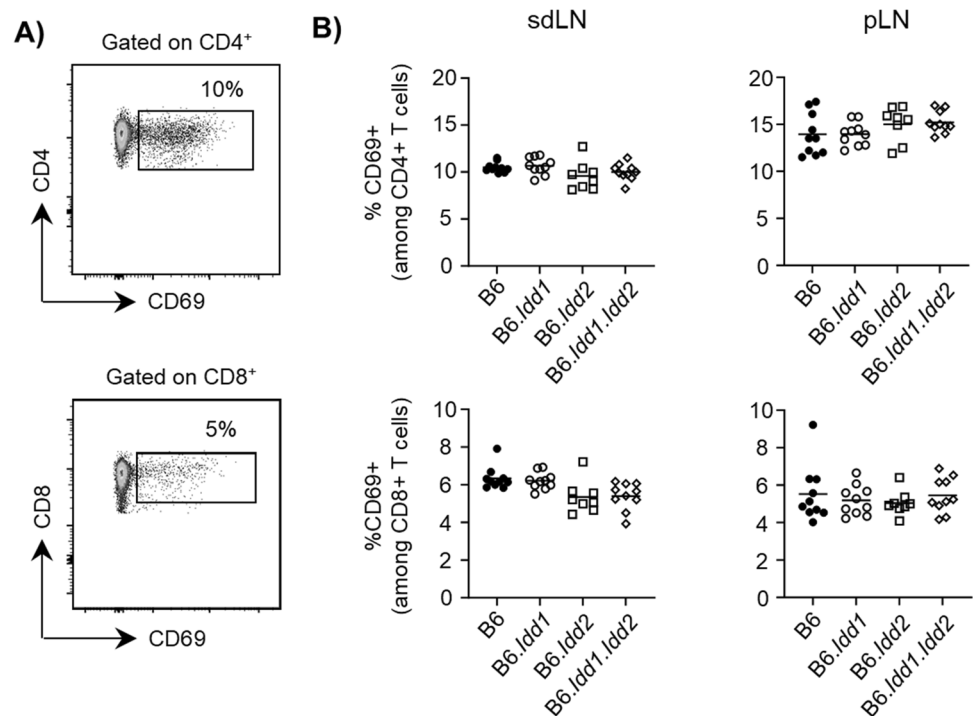 A)
Gated on CD4+
10%
CD4
CD69
Gated on CD8+
5%
CD8
CD69
B)
sdLN
pLN
% CD69+
(among CD4+ T cells)
20
15
10
5
0
B6
B6.Idd1
B6.Idd2
B6.Idd1.Idd2
20
15
10
5
0
B6
B6.Idd1
B6.Idd2
B6.Idd1.Idd2
%CD69+
(among CD8+ T cells)
10
8
6
4
2
0
B6
B6.Idd1
B6.Idd2
B6.Idd1.Idd2
10
8
6
4
2
0
B6
B6.Idd1
B6.Idd2
B6.Idd1.Idd2